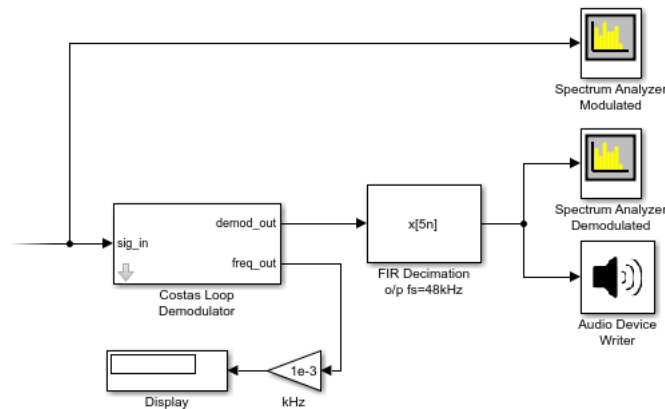 Spectrum Analyzer
Modulated
Spectrum Analyzer
Demodulated
demod_out
sig_in
freq_out
Costas Loop
Demodulator
x[5n]
FIR Decimation
o/p fs=48kHz
Audio Device
Writer
Display
1e-3
kHz